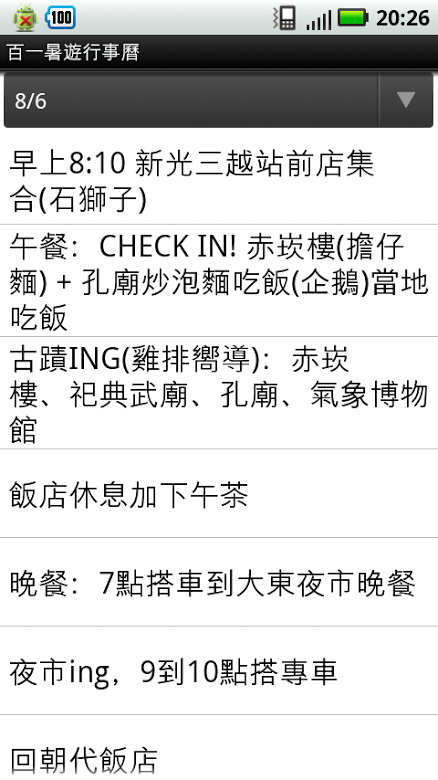 100
20:26
百一暑遊行事曆
8/6
早上8:10 新光三越站前店集
合(石獅子)
午餐：CHECK IN! 赤崁樓(擔仔
麵) + 孔廟炒泡麵吃飯(企鵝)當地
吃飯
古蹟ING(雞排嚮導)：赤崁
樓、祀典武廟、孔廟、氣象博物
館
飯店休息加下午茶
晚餐：7點搭車到大東夜市晚餐
夜市ing，9到10點搭專車
回朝代飯店